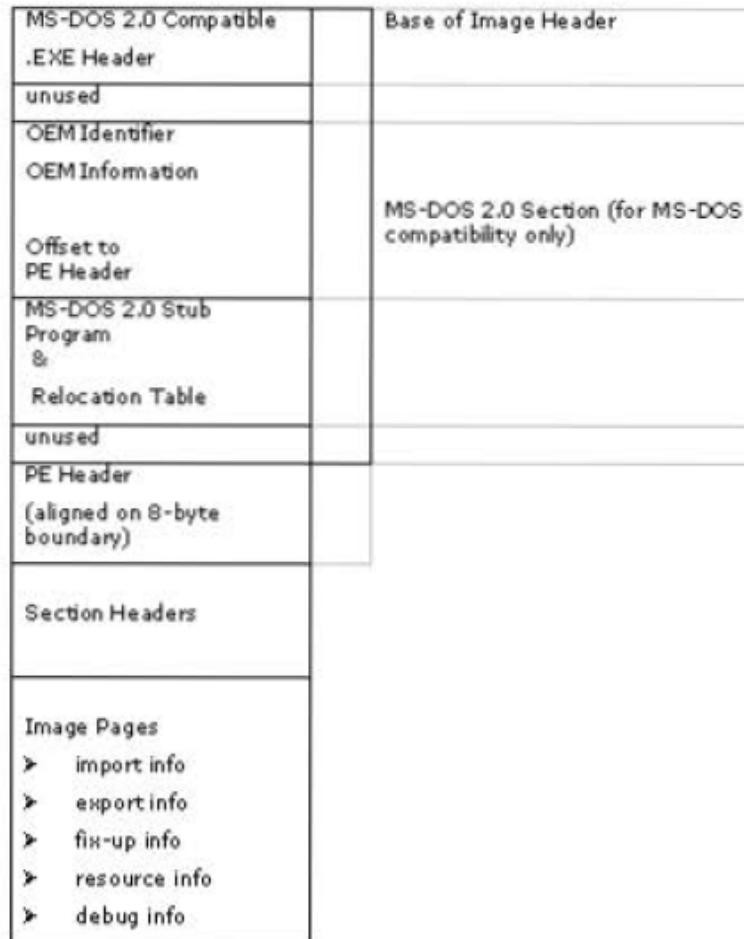 MS-DOS 2.0 Compatible
.EXE Header
Base of Image Header
unused
OEM Identifier
OEM Information
Offset to
PE Header
MS-DOS 2.0 Section (for MS-DOS
compatibility only)
MS-DOS 2.0 Stub
Program
&
Relocation Table
unused
PE Header
(aligned on 8-byte
boundary)
Section Headers
Image Pages
➢ import info
➢ export info
➢ fix-up info
➢ resource info
➢ debug info